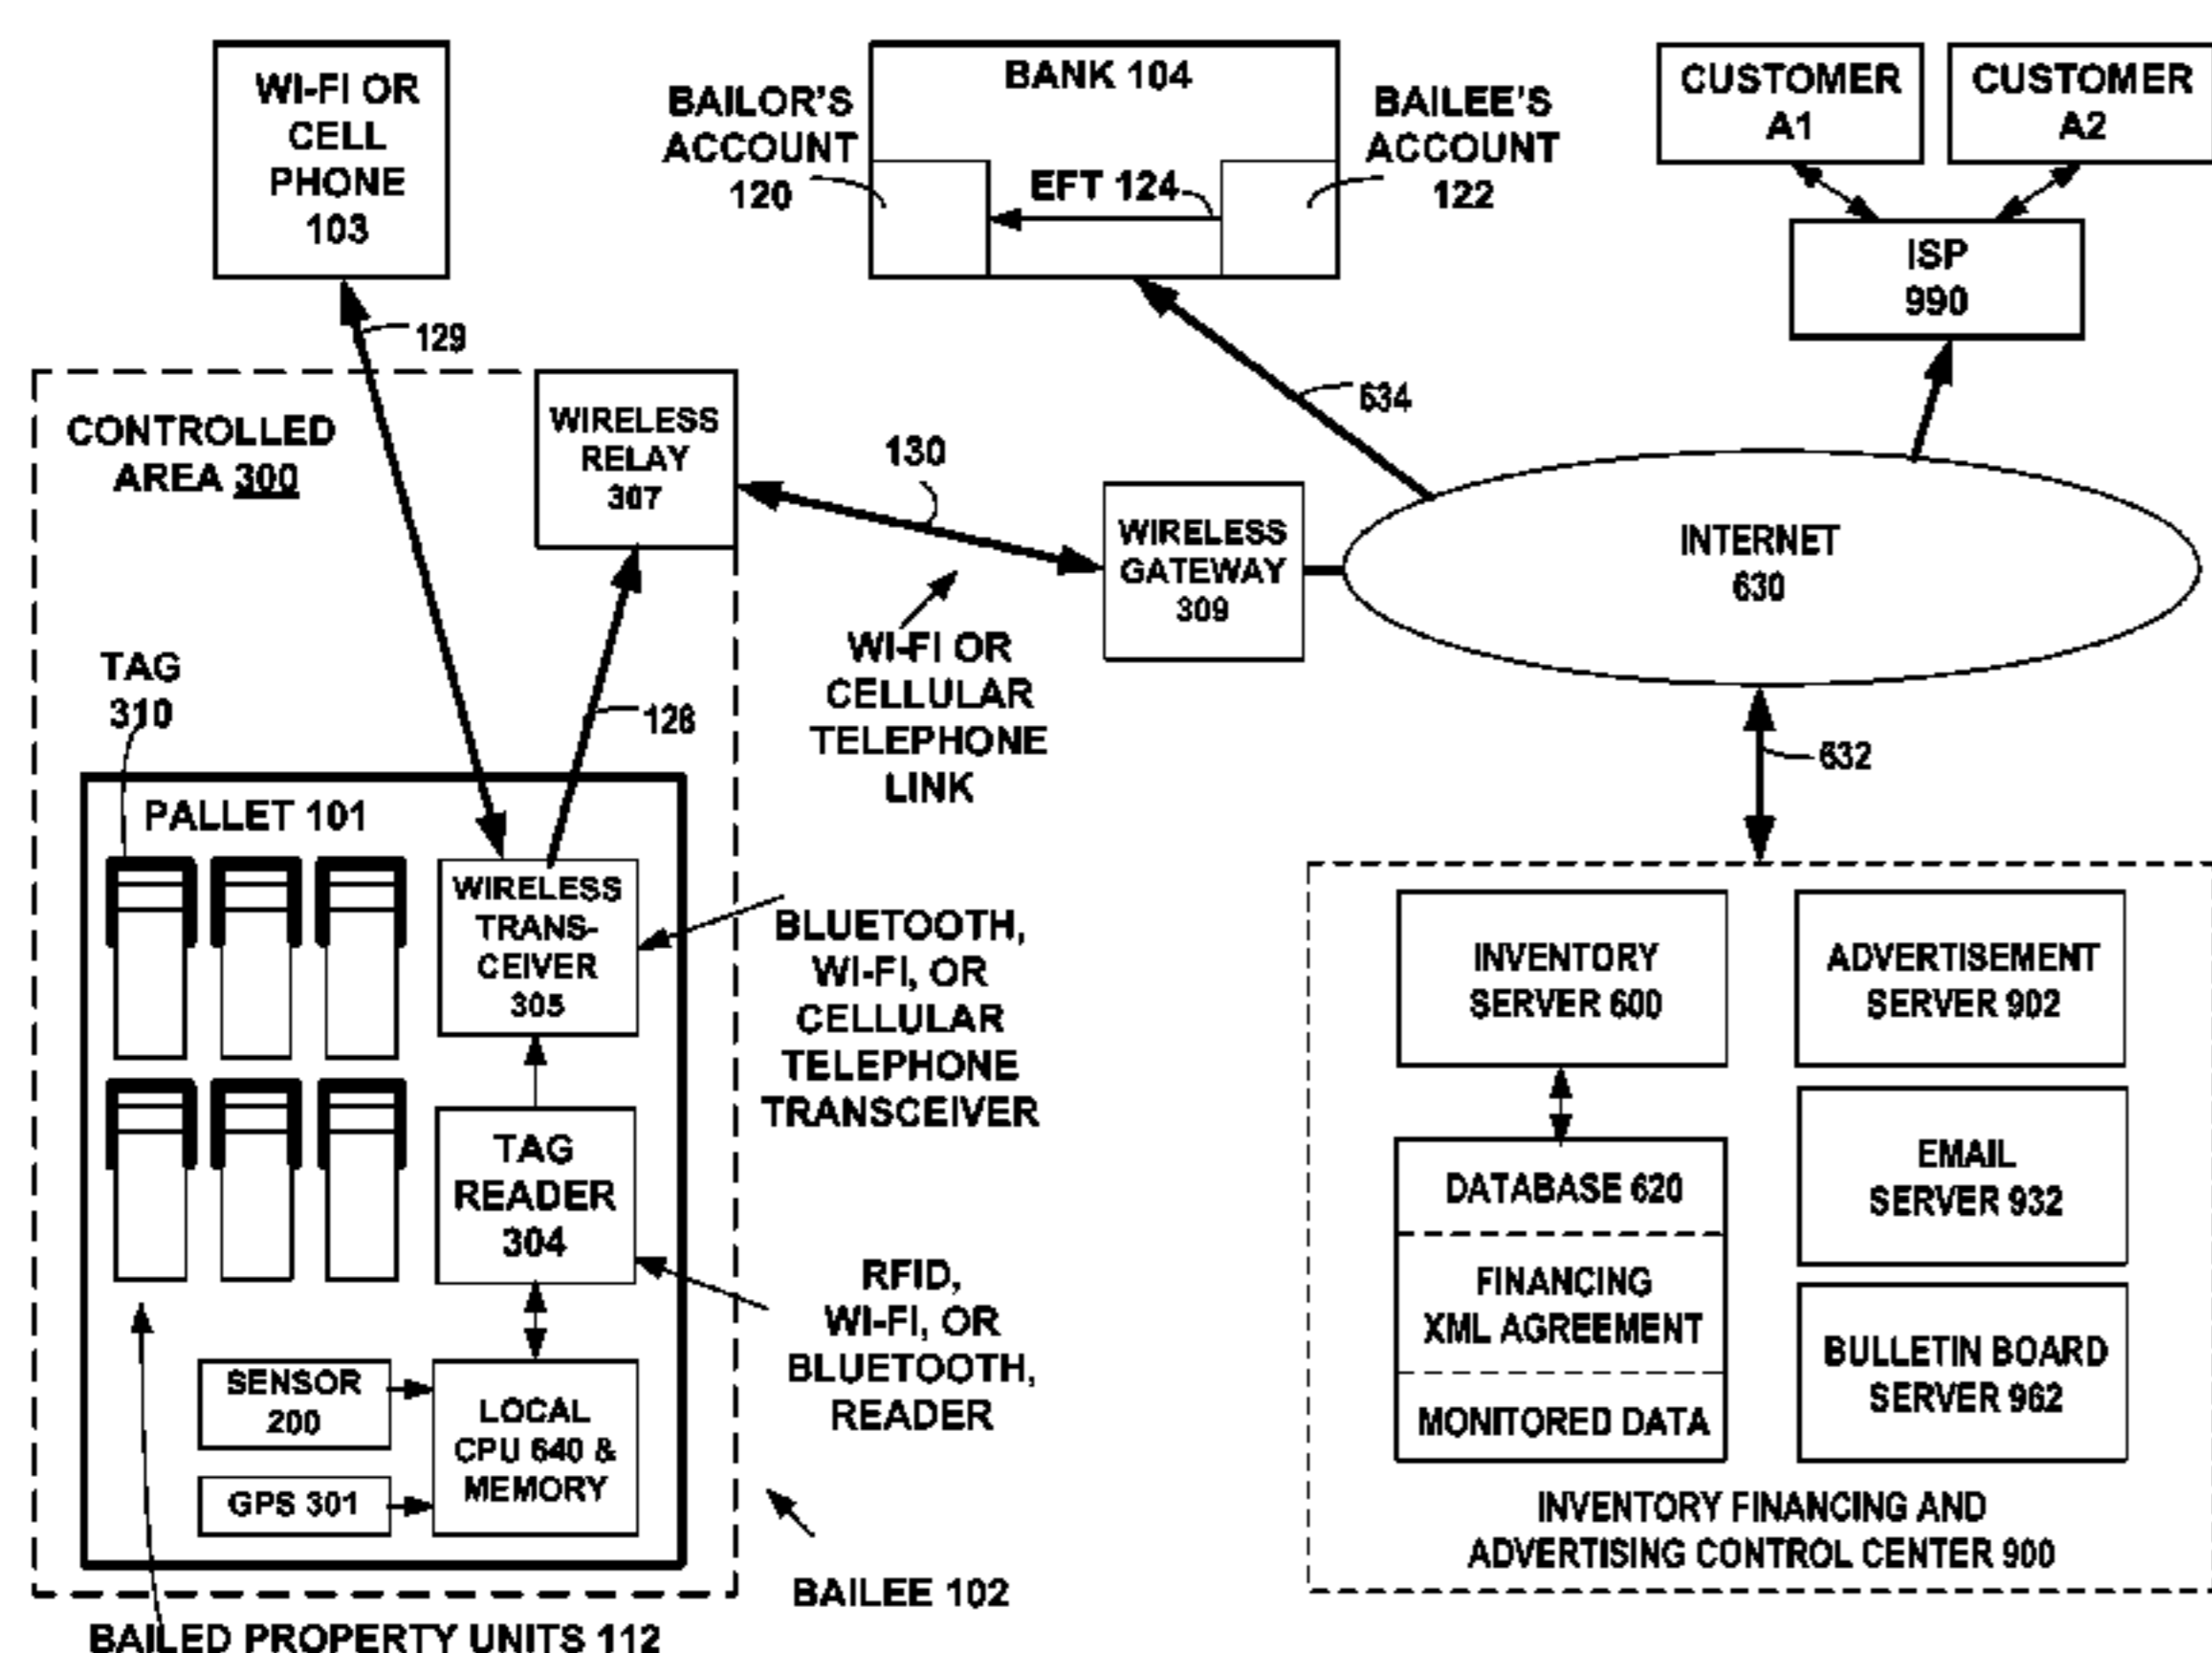 WI-FI OR
CELL
PHONE
103
BANK 104
BAILOR'S
ACCOUNT
120
EFT 124
BAILEE'S
ACCOUNT
122
CUSTOMER
A1
CUSTOMER
A2
ISP
990
129
634
CONTROLLED
AREA 300
WIRELESS
RELAY
307
130
WIRELESS
GATEWAY
309
INTERNET
630
WI-FI OR
CELLULAR
TELEPHONE
LINK
TAG
310
128
632
PALLET 101
WIRELESS
TRANS-
CEIVER
305
BLUETOOTH,
WI-FI, OR
CELLULAR
TELEPHONE
TRANSCEIVER
TAG
READER
304
RFID,
WI-FI, OR
BLUETOOTH,
READER
SENSOR
200
GPS 301
LOCAL
CPU 640 &
MEMORY
BAILEE 102
BAILED PROPERTY UNITS 112
INVENTORY
SERVER 600
ADVERTISEMENT
SERVER 902
DATABASE 620
FINANCING
XML AGREEMENT
MONITORED DATA
EMAIL
SERVER 932
BULLETIN BOARD
SERVER 962
INVENTORY FINANCING AND
ADVERTISING CONTROL CENTER 900